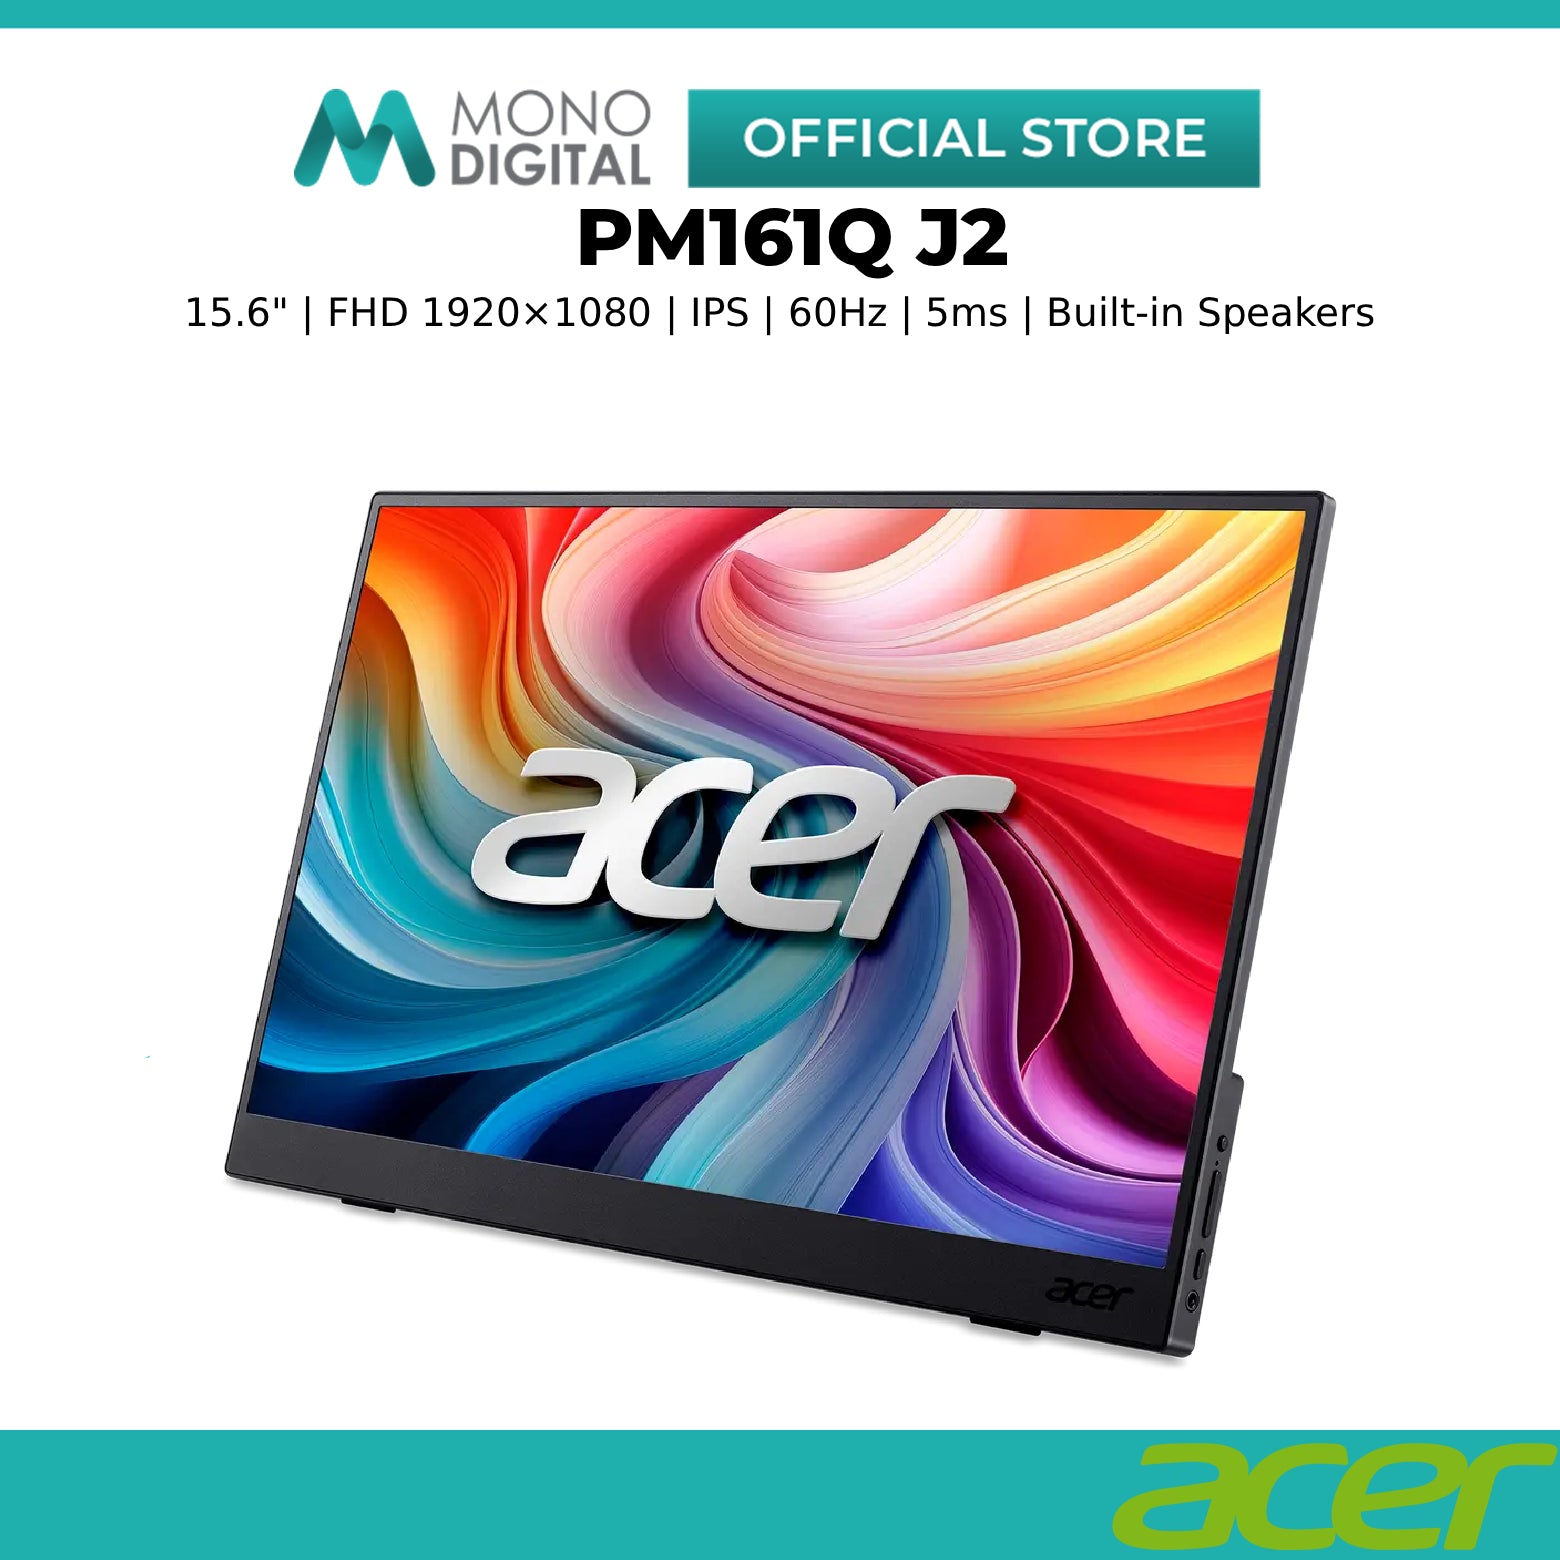 MONO
DIGITAL
OFFICIAL STORE
PM161Q J2
15.6" | FHD 1920×1080 | IPS | 60Hz | 5ms | Built-in Speakers
acer
acer
acer